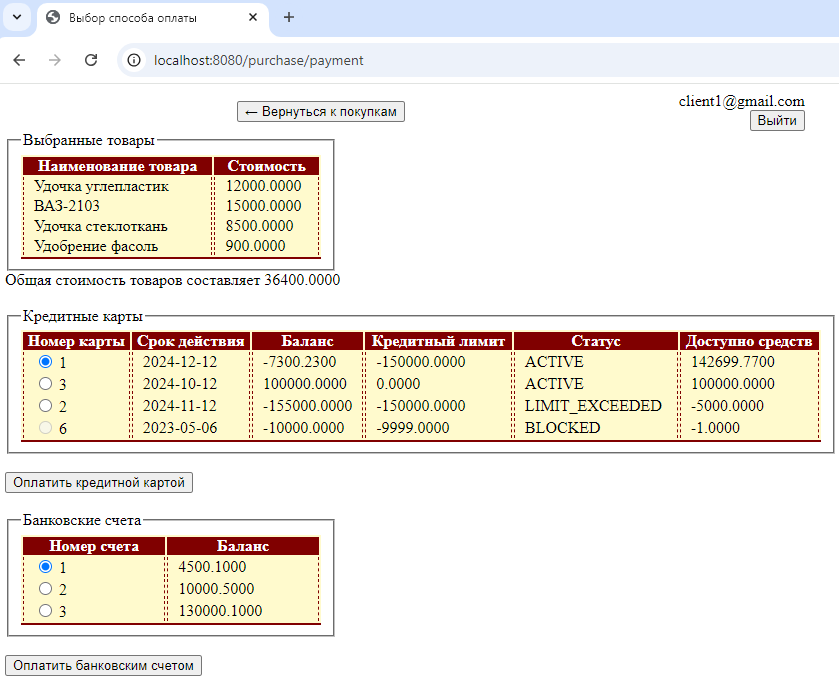 Выбор способа оплаты
localhost:8080/purchase/payment
← Вернуться к покупкам
client1@gmail.com
Выйти
Выбранные товары
Наименование товара Стоимость
Удочка углепластик 12000.0000
ВАЗ-2103 15000.0000
Удочка стеклоткань 8500.0000
Удобрение фасоль 900.0000
Общая стоимость товаров составляет 36400.0000
Кредитные карты
Номер карты Срок действия Баланс Кредитный лимит Статус Доступно средств
1 2024-12-12 -7300.2300 -150000.0000 ACTIVE 142699.7700
3 2024-10-12 100000.0000 0.0000 ACTIVE 100000.0000
2 2024-11-12 -155000.0000 -150000.0000 LIMIT_EXCEEDED -5000.0000
6 2023-05-06 -10000.0000 -9999.0000 BLOCKED -1.0000
Оплатить кредитной картой
Банковские счета
Номер счета Баланс
1 4500.1000
2 10000.5000
3 130000.1000
Оплатить банковским счетом